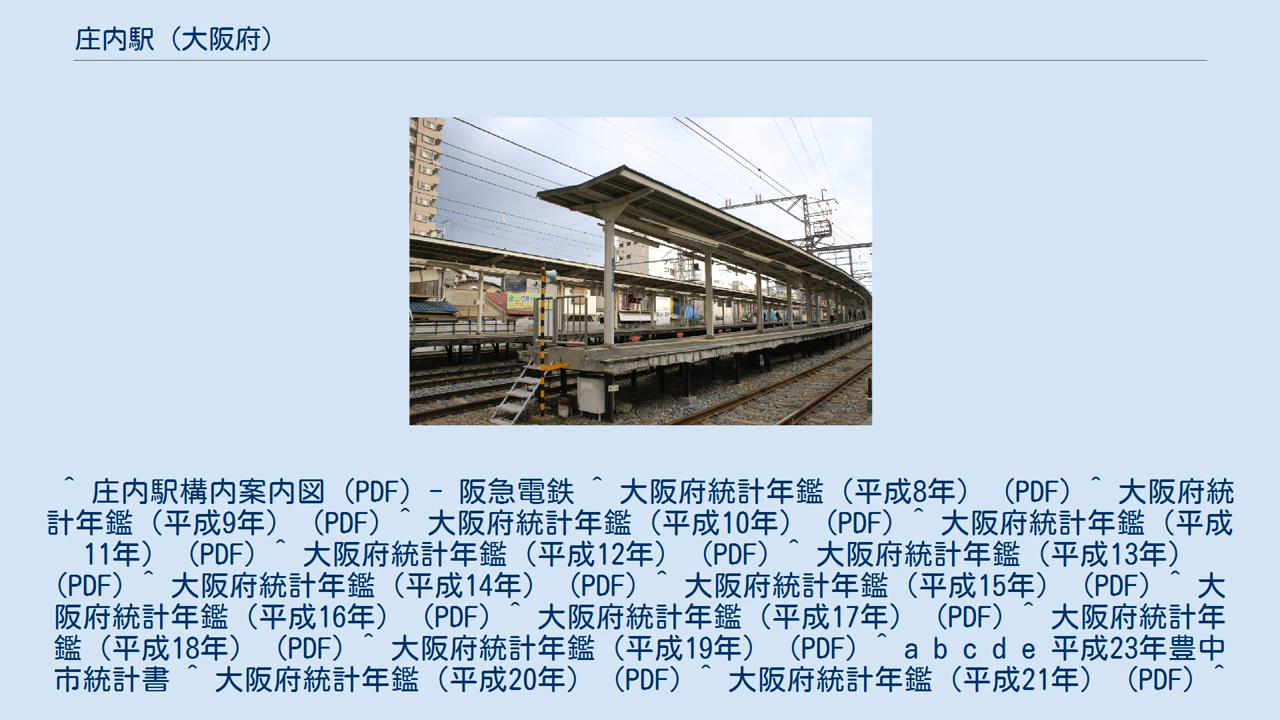 庄内駅（大阪府）
^ 庄内駅構内案内図（PDF）- 阪急電鉄 ^ 大阪府統計年鑑（平成8年）（PDF）^ 大阪府統
計年鑑（平成9年）（PDF）^ 大阪府統計年鑑（平成10年）（PDF）^ 大阪府統計年鑑（平成
11年）（PDF）^ 大阪府統計年鑑（平成12年）（PDF）^ 大阪府統計年鑑（平成13年）
（PDF）^ 大阪府統計年鑑（平成14年）（PDF）^ 大阪府統計年鑑（平成15年）（PDF）^ 大
阪府統計年鑑（平成16年）（PDF）^ 大阪府統計年鑑（平成17年）（PDF）^ 大阪府統計年
鑑（平成18年）（PDF）^ 大阪府統計年鑑（平成19年）（PDF）^ a b c d e 平成23年豊中
市統計書 ^ 大阪府統計年鑑（平成20年）（PDF）^ 大阪府統計年鑑（平成21年）（PDF）^